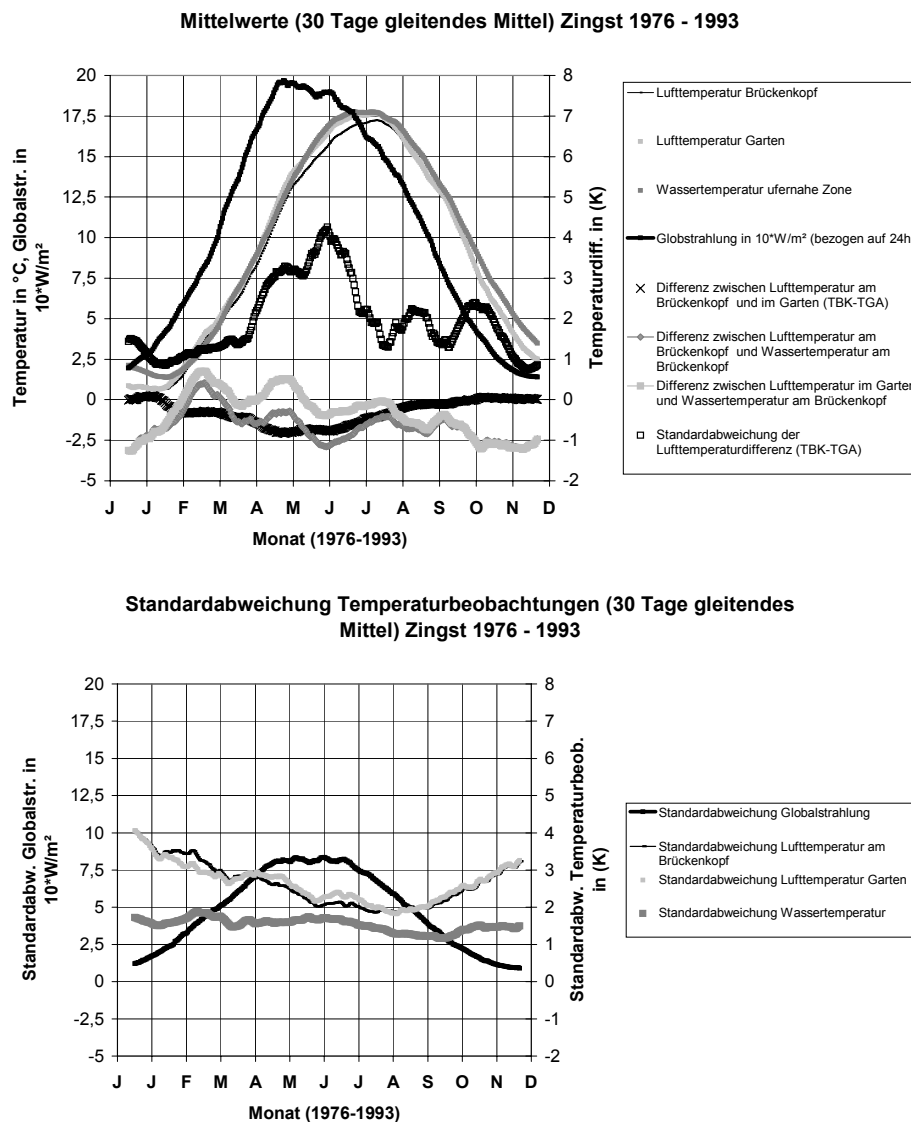 Mittelwerte (30 Tage gleitendes Mittel) Zingst 1976 - 1993
Temperatur in °C, Globalstr. in
10*W/m²
20
17,5
15
12,5
10
7,5
5
2,5
0
-2,5
-5
8
7
6
5
4
3
2
1
0
-1
-2
Temperaturdiff. in (K)
J J F M A M J J A S O N D
Monat (1976-1993)
Lufttemperatur Brückenkopf
Lufttemperatur Garten
Wassertemperatur ufernahe Zone
Globstrahlung in 10*W/m² (bezogen auf 24h
Differenz zwischen Lufttemperatur am
Brückenkopf und im Garten (TBK-TGA)
Differenz zwischen Lufttemperatur am
Brückenkopf und Wassertemperatur am
Brückenkopf
Differenz zwischen Lufttemperatur im Garten
und Wassertemperatur am Brückenkopf
Standardabweichung der
Lufttemperaturdifferenz (TBK-TGA)
Standardabweichung Temperaturbeobachtungen (30 Tage gleitendes
Mittel) Zingst 1976 - 1993
Standardabw. Globalstr. in
10*W/m²
20
17,5
15
12,5
10
7,5
5
2,5
0
-2,5
-5
8
7
6
5
4
3
2
1
0
-1
-2
Standardabw. Temperaturbeob.
in (K)
J J F M A M J J A S O N D
Monat (1976-1993)
Standardabweichung Globalstrahlung
Standardabweichung Lufttemperatur am
Brückenkopf
Standardabweichung Lufttemperatur Garten
Standardabweichung Wassertemperatur